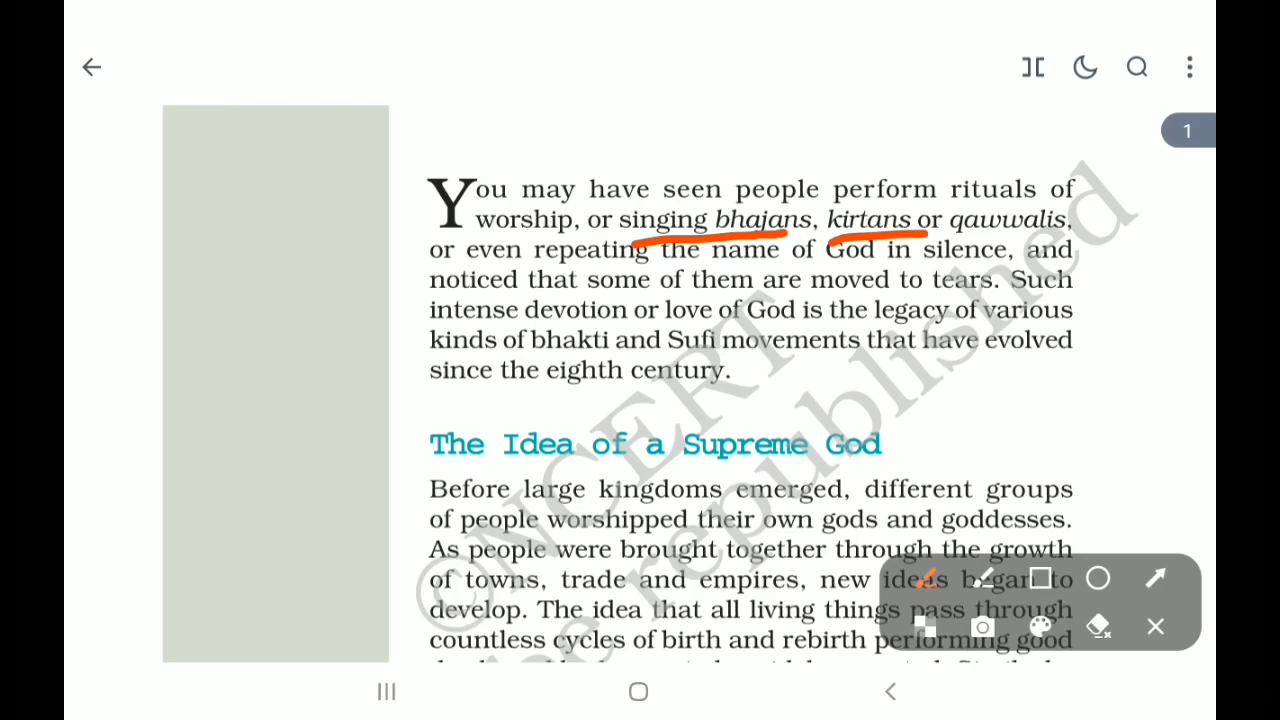 1
You may have seen people perform rituals of
worship, or singing bhajans, kirtans or qawwalis,
or even repeating the name of God in silence, and
noticed that some of them are moved to tears. Such
intense devotion or love of God is the legacy of various
kinds of bhakti and Sufi movements that have evolved
since the eighth century.
The Idea of a Supreme God
Before large kingdoms emerged, different groups
of people worshipped their own gods and goddesses.
As people were brought together through the growth
of towns, trade and empires, new ideas began to
develop. The idea that all living things pass through
countless cycles of birth and rebirth performing good
©NCERT
be republished